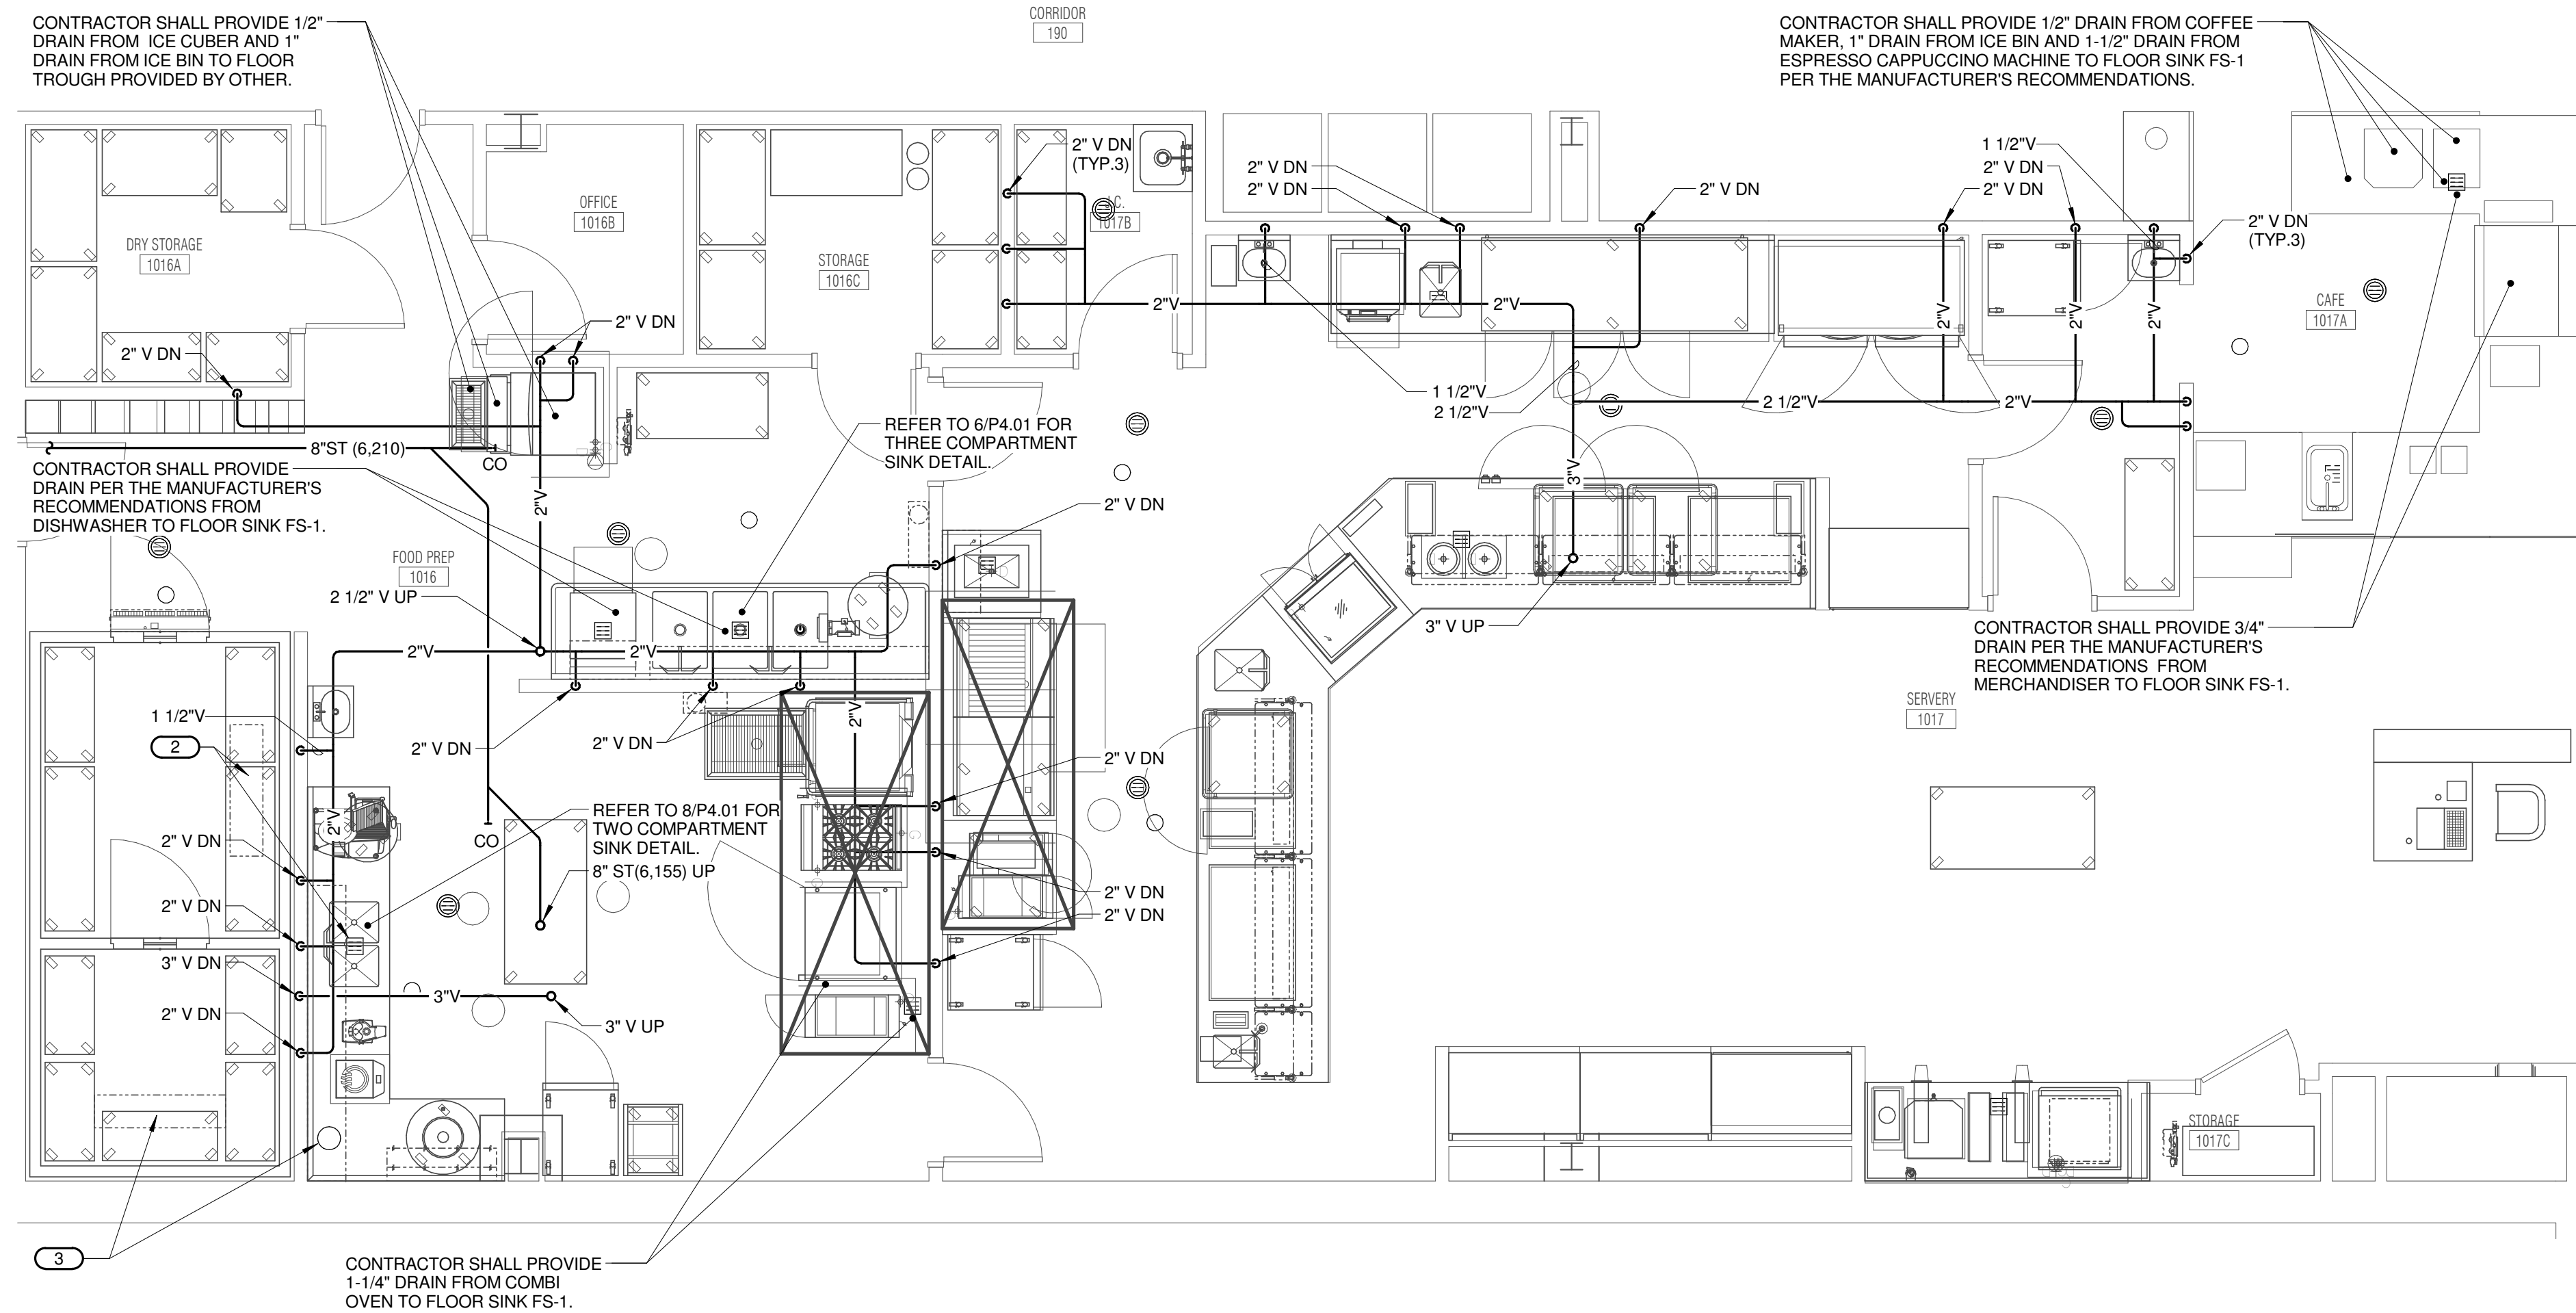 CORRIDOR
190
CONTRACTOR SHALL PROVIDE 1/2"
DRAIN FROM ICE CUBER AND 1"
DRAIN FROM ICE BIN TO FLOOR
TROUGH PROVIDED BY OTHER.
CONTRACTOR SHALL PROVIDE 1/2" DRAIN FROM COFFEE
MAKER, 1" DRAIN FROM ICE BIN AND 1-1/2" DRAIN FROM
ESPRESSO CAPPUCCINO MACHINE TO FLOOR SINK FS-1
PER THE MANUFACTURER'S RECOMMENDATIONS.
2" V DN
(TYP.3)
2" V DN
2" V DN
2" V DN
1 1/2"V
2" V DN
2" V DN
2" V DN
(TYP.3)
DRY STORAGE
1016A
OFFICE
1016B
STORAGE
1016C
J.C.
1017B
CAFE
1017A
2"V
2"V
2"V
2"V
2"V
2" V DN
2" V DN
1 1/2"V
2 1/2"V
2 1/2"V
2"V
REFER TO 6/P4.01 FOR
THREE COMPARTMENT
SINK DETAIL.
8"ST (6,210)
CO
CONTRACTOR SHALL PROVIDE
DRAIN PER THE MANUFACTURER'S
RECOMMENDATIONS FROM
DISHWASHER TO FLOOR SINK FS-1.
2"V
3"V
2" V DN
FOOD PREP
1016
2 1/2" V UP
3" V UP
CONTRACTOR SHALL PROVIDE 3/4"
DRAIN PER THE MANUFACTURER'S
RECOMMENDATIONS FROM
MERCHANDISER TO FLOOR SINK FS-1.
2"V
2"V
SERVERY
1017
1 1/2"V
2
2"V
2" V DN
2" V DN
2" V DN
REFER TO 8/P4.01 FOR
TWO COMPARTMENT
SINK DETAIL.
2"V
CO
2" V DN
8" ST(6,155) UP
2" V DN
2" V DN
2" V DN
3" V DN
3"V
2" V DN
3" V UP
STORAGE
1017C
3
CONTRACTOR SHALL PROVIDE
1-1/4" DRAIN FROM COMBI
OVEN TO FLOOR SINK FS-1.